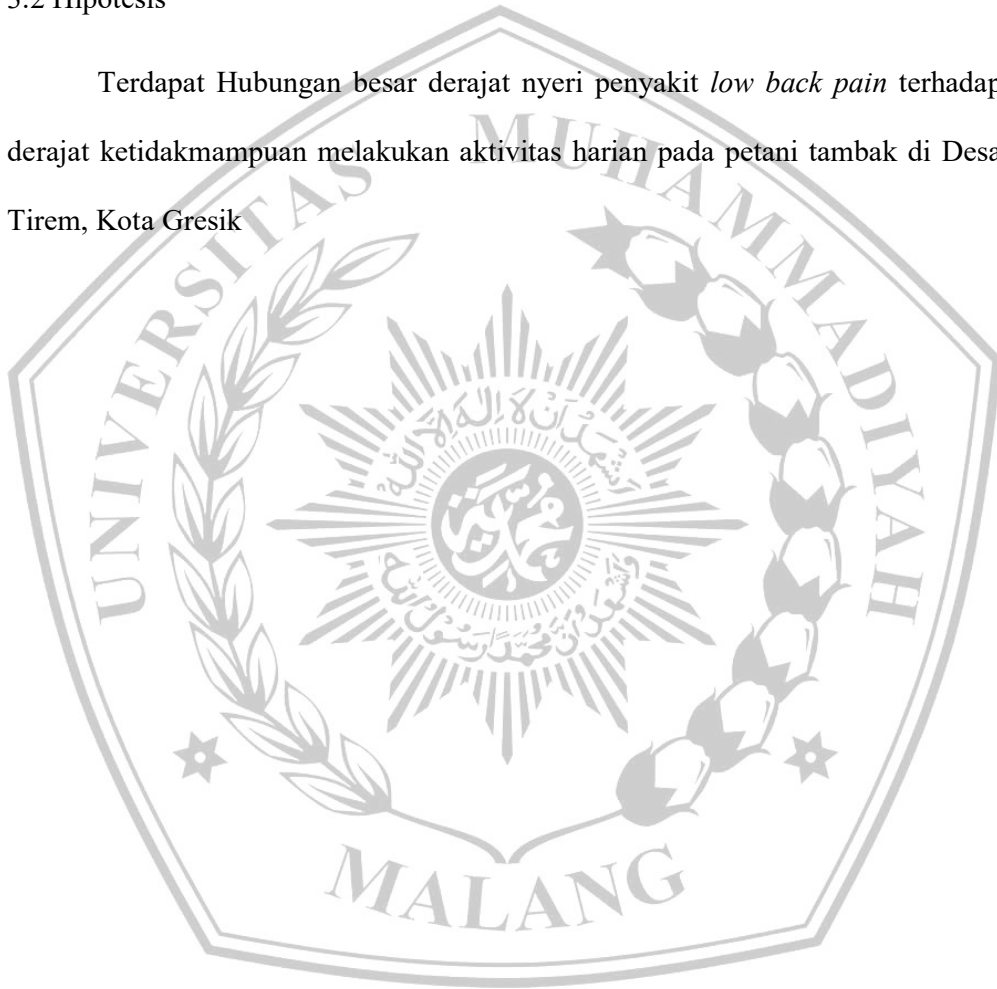 3.2 Hipotesis
Terdapat Hubungan besar derajat nyeri penyakit low back pain terhadap
derajat ketidakmampuan melakukan aktivitas harian pada petani tambak di Desa
Tirem, Kota Gresik
UNIVERSITAS MUHAMMADIYAH
MALANG